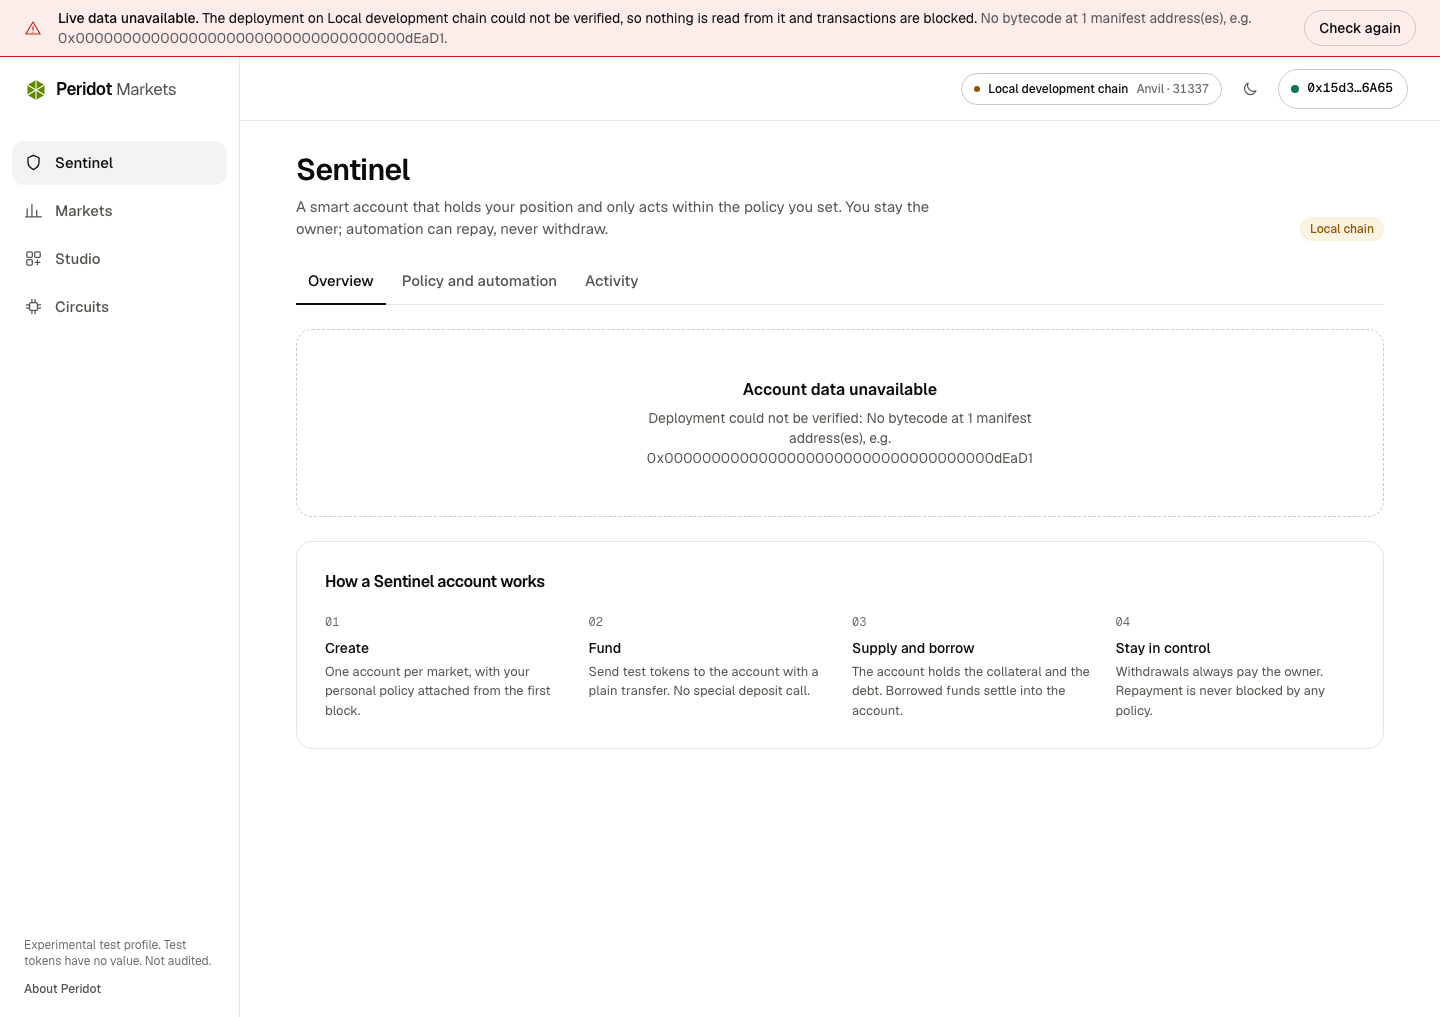 Live data unavailable. The deployment on Local development chain could not be verified, so nothing is read from it and transactions are blocked. No bytecode at 1 manifest address(es), e.g.
0x000000000000000000000000000000000000dEaD1.
Check again
Peridot Markets
Local development chain Anvil · 31337
0x15d3…6A65
Sentinel
Markets
Studio
Circuits
Sentinel
A smart account that holds your position and only acts within the policy you set. You stay the
owner; automation can repay, never withdraw.
Local chain
Overview Policy and automation Activity
Account data unavailable
Deployment could not be verified: No bytecode at 1 manifest
address(es), e.g.
0x000000000000000000000000000000000000dEaD1
How a Sentinel account works
01
Create
One account per market, with your
personal policy attached from the first
block.
02
Fund
Send test tokens to the account with a
plain transfer. No special deposit call.
03
Supply and borrow
The account holds the collateral and the
debt. Borrowed funds settle into the
account.
04
Stay in control
Withdrawals always pay the owner.
Repayment is never blocked by any
policy.
Experimental test profile. Test
tokens have no value. Not audited.
About Peridot